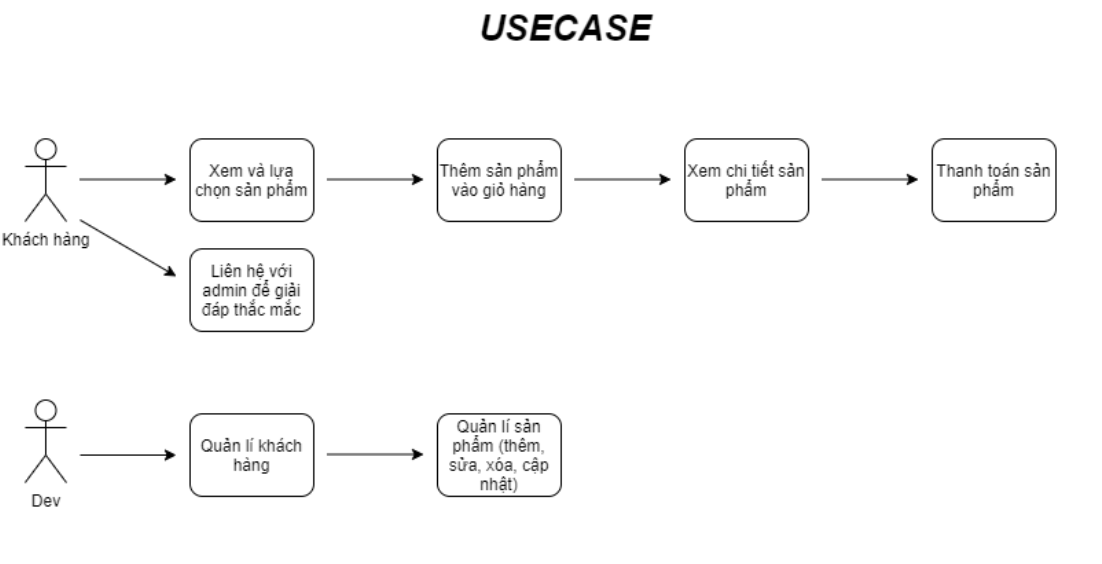 USECASE
Xem và lựa
chọn sản phẩm
Thêm sản phẩm
vào giỏ hàng
Xem chi tiết sản
phẩm
Thanh toán sản
phẩm
Khách hàng
Liên hệ với
admin để giải
đáp thắc mắc
Quản lí khách
hàng
Quản lí sản
phẩm (thêm,
sửa, xóa, cập
nhật)
Dev